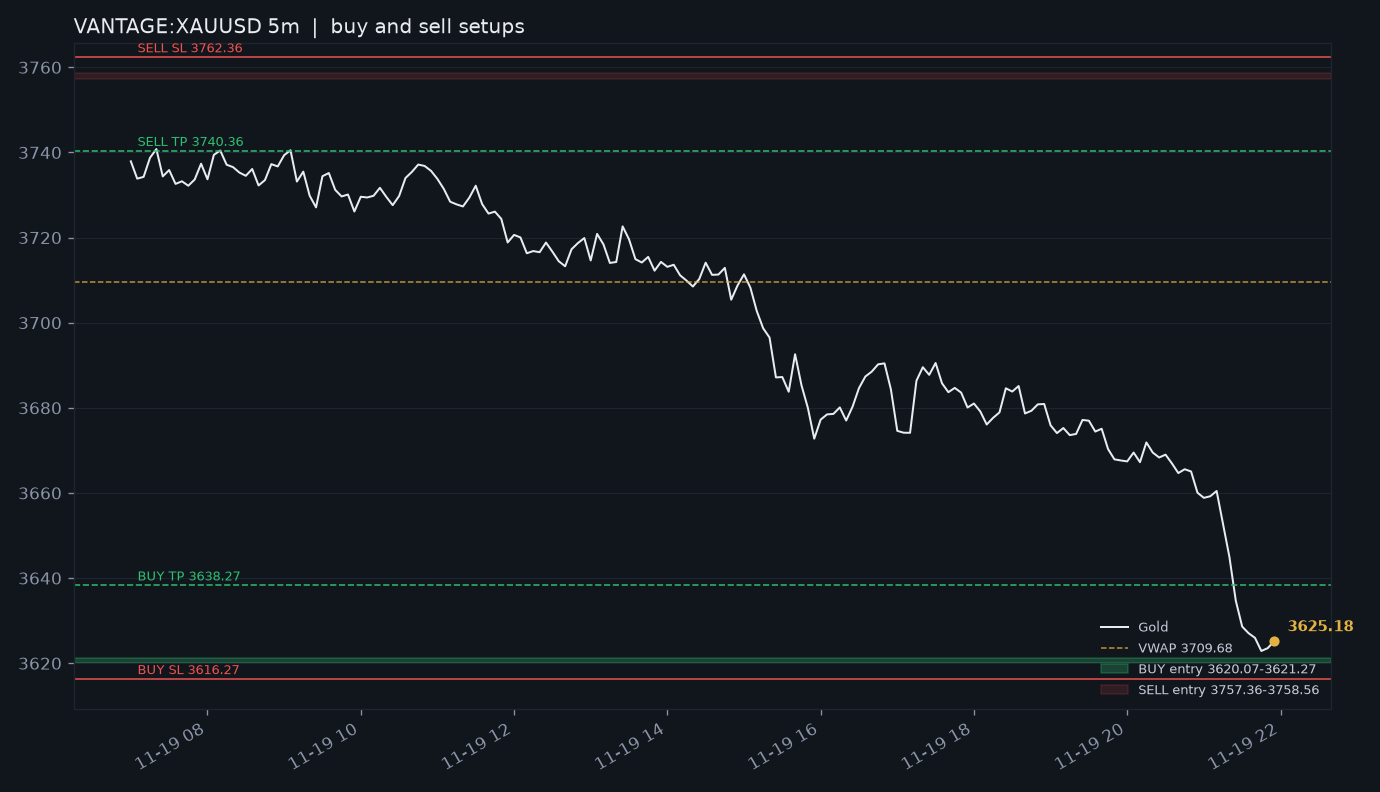 VANTAGE:XAUUSD 5m | buy and sell setups
SELL SL 3762.36
3760
SELL TP 3740.36
3740
3720
3700
3680
3660
BUY TP 3638.27
3640
3625.18
Gold
VWAP 3709.68
BUY entry 3620.07-3621.27
SELL entry 3757.36-3758.56
3620
BUY SL 3616.27
11-19 08
11-19 10
11-19 12
11-19 14
11-19 16
11-19 18
11-19 20
11-19 22